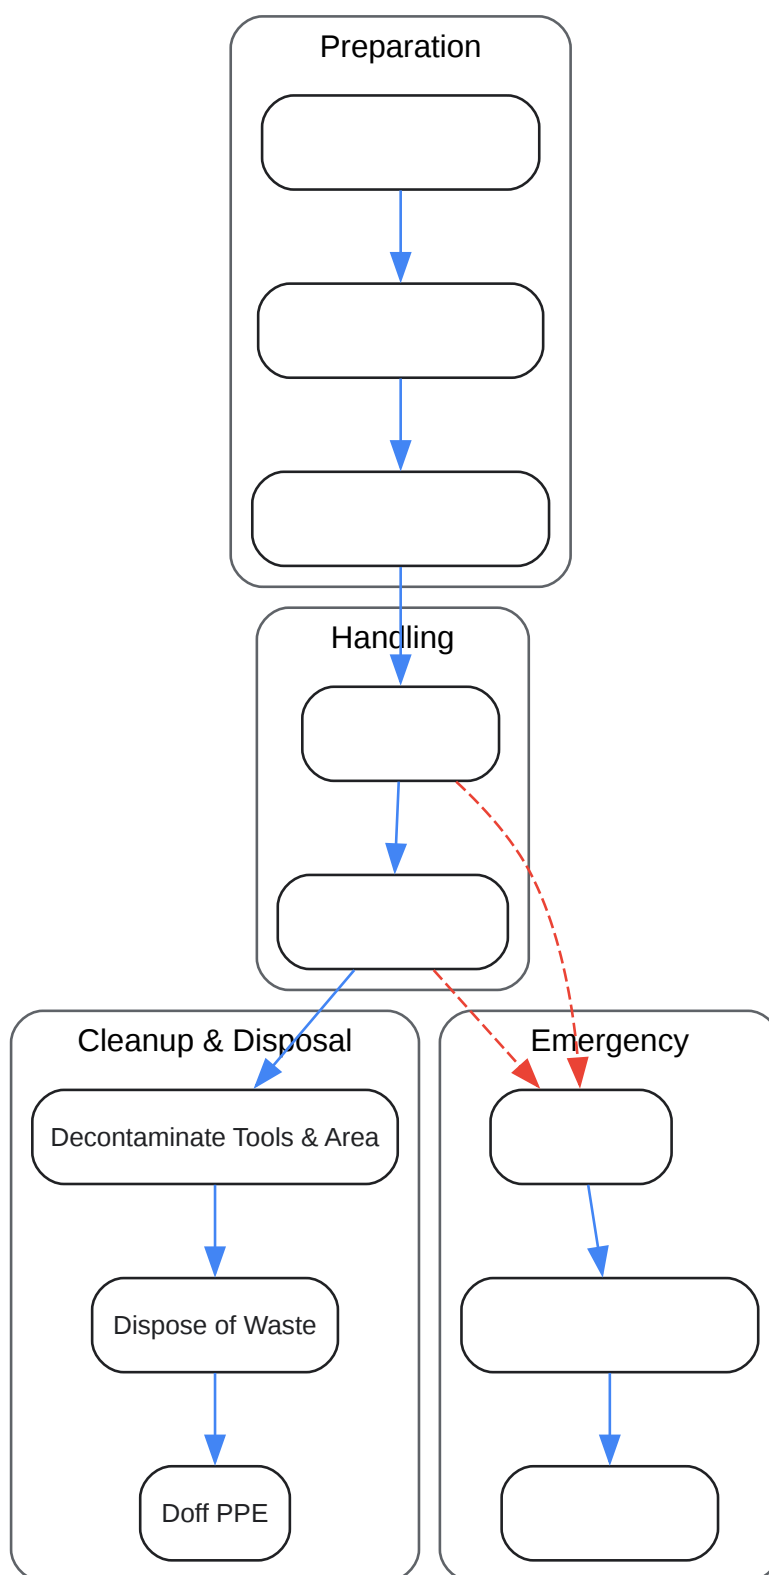 Preparation
Handling
Cleanup & Disposal
Emergency
Decontaminate Tools & Area
Dispose of Waste
Doff PPE